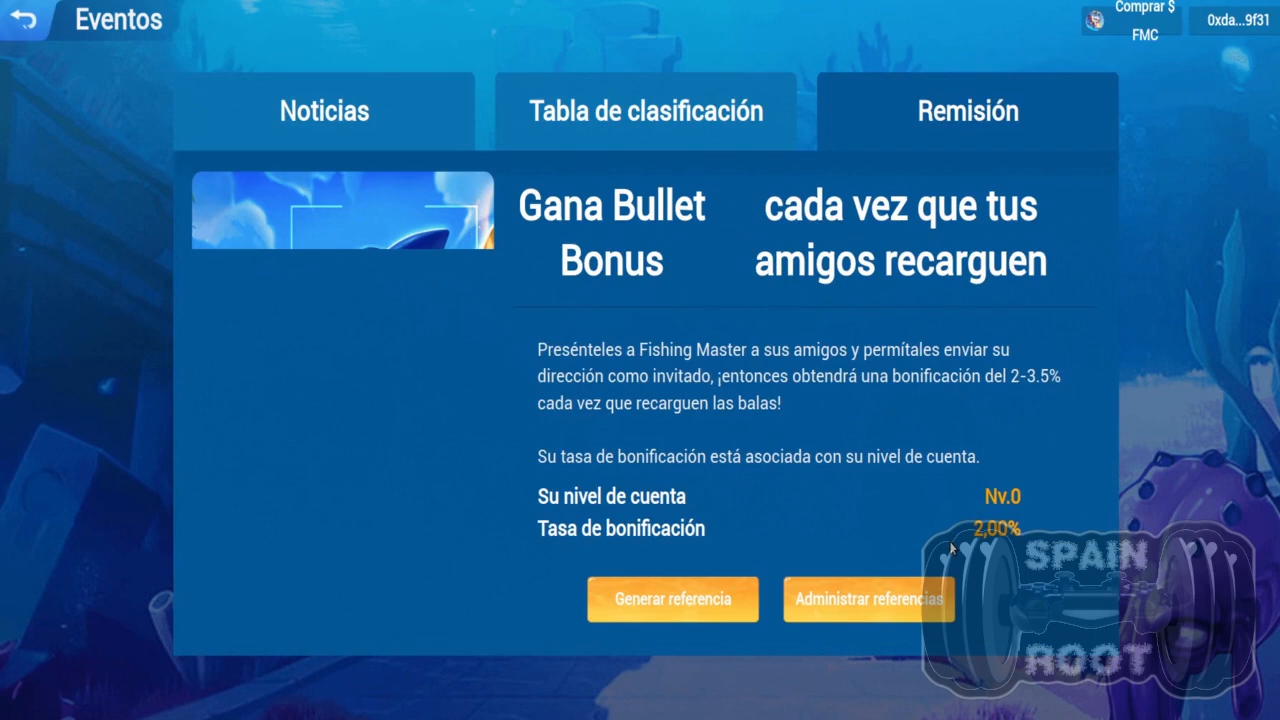 Eventos
Comprar $
FMC
0xda...9f31
Noticias
Tabla de clasificación
Remisión
Gana Bullet
Bonus
cada vez que tus
amigos recarguen
Presénteles a Fishing Master a sus amigos y permítales enviar su
dirección como invitado, ¡entonces obtendrá una bonificación del 2-3.5%
cada vez que recarguen las balas!
Su tasa de bonificación está asociada con su nivel de cuenta.
Su nivel de cuenta Nv.0
Tasa de bonificación 2,00%
Generar referencia
Administrar referencias
SPAIN
ROOT